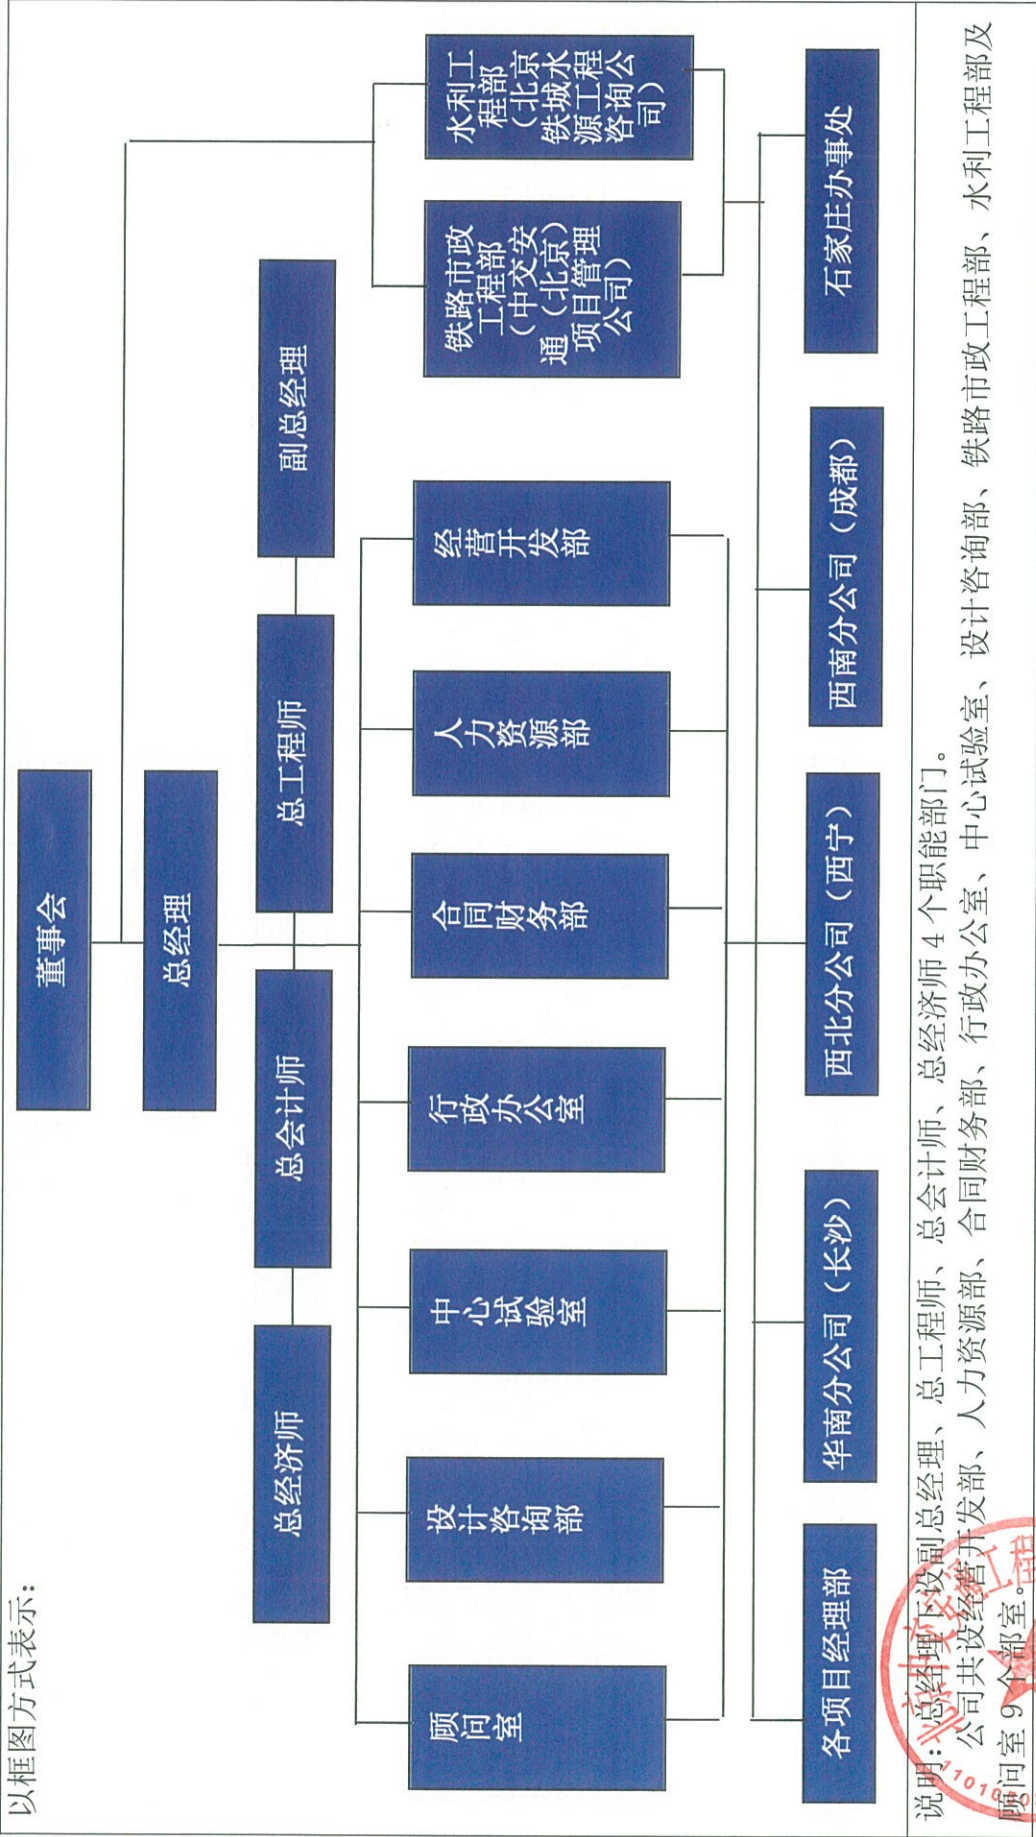 以框图方式表示：
董事会
总经理
总经济师
总会计师
总工程师
副总经理
顾问室
设计咨询部
中心试验室
行政办公室
合同财务部
人力资源部
经营开发部
铁路市政
工程部
（中交安
通（北京）
项目管理
公司）
水利工
程部
（北京
铁城水
源工程
咨询公
司）
各项目经理部
华南分公司（长沙）
西北分公司（西宁）
西南分公司（成都）
石家庄办事处
说明：总经理下设副总经理、总工程师、总会计师、总经济师 4 个职能部门。
公司共设经营开发部、人力资源部、合同财务部、行政办公室、中心试验室、设计咨询部、铁路市政工程部、水利工程部及
顾问室 9 个部室。